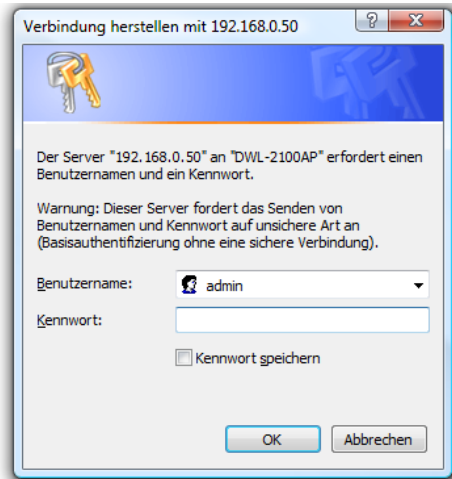 Verbindung herstellen mit 192.168.0.50
Der Server "192.168.0.50" an "DWL-2100AP" erfordert einen
Benutzernamen und ein Kennwort.
Warnung: Dieser Server fordert das Senden von
Benutzernamen und Kennwort auf unsichere Art an
(Basisauthentifizierung ohne eine sichere Verbindung).
Benutzername: admin
Kennwort:
Kennwort speichern
OK Abbrechen